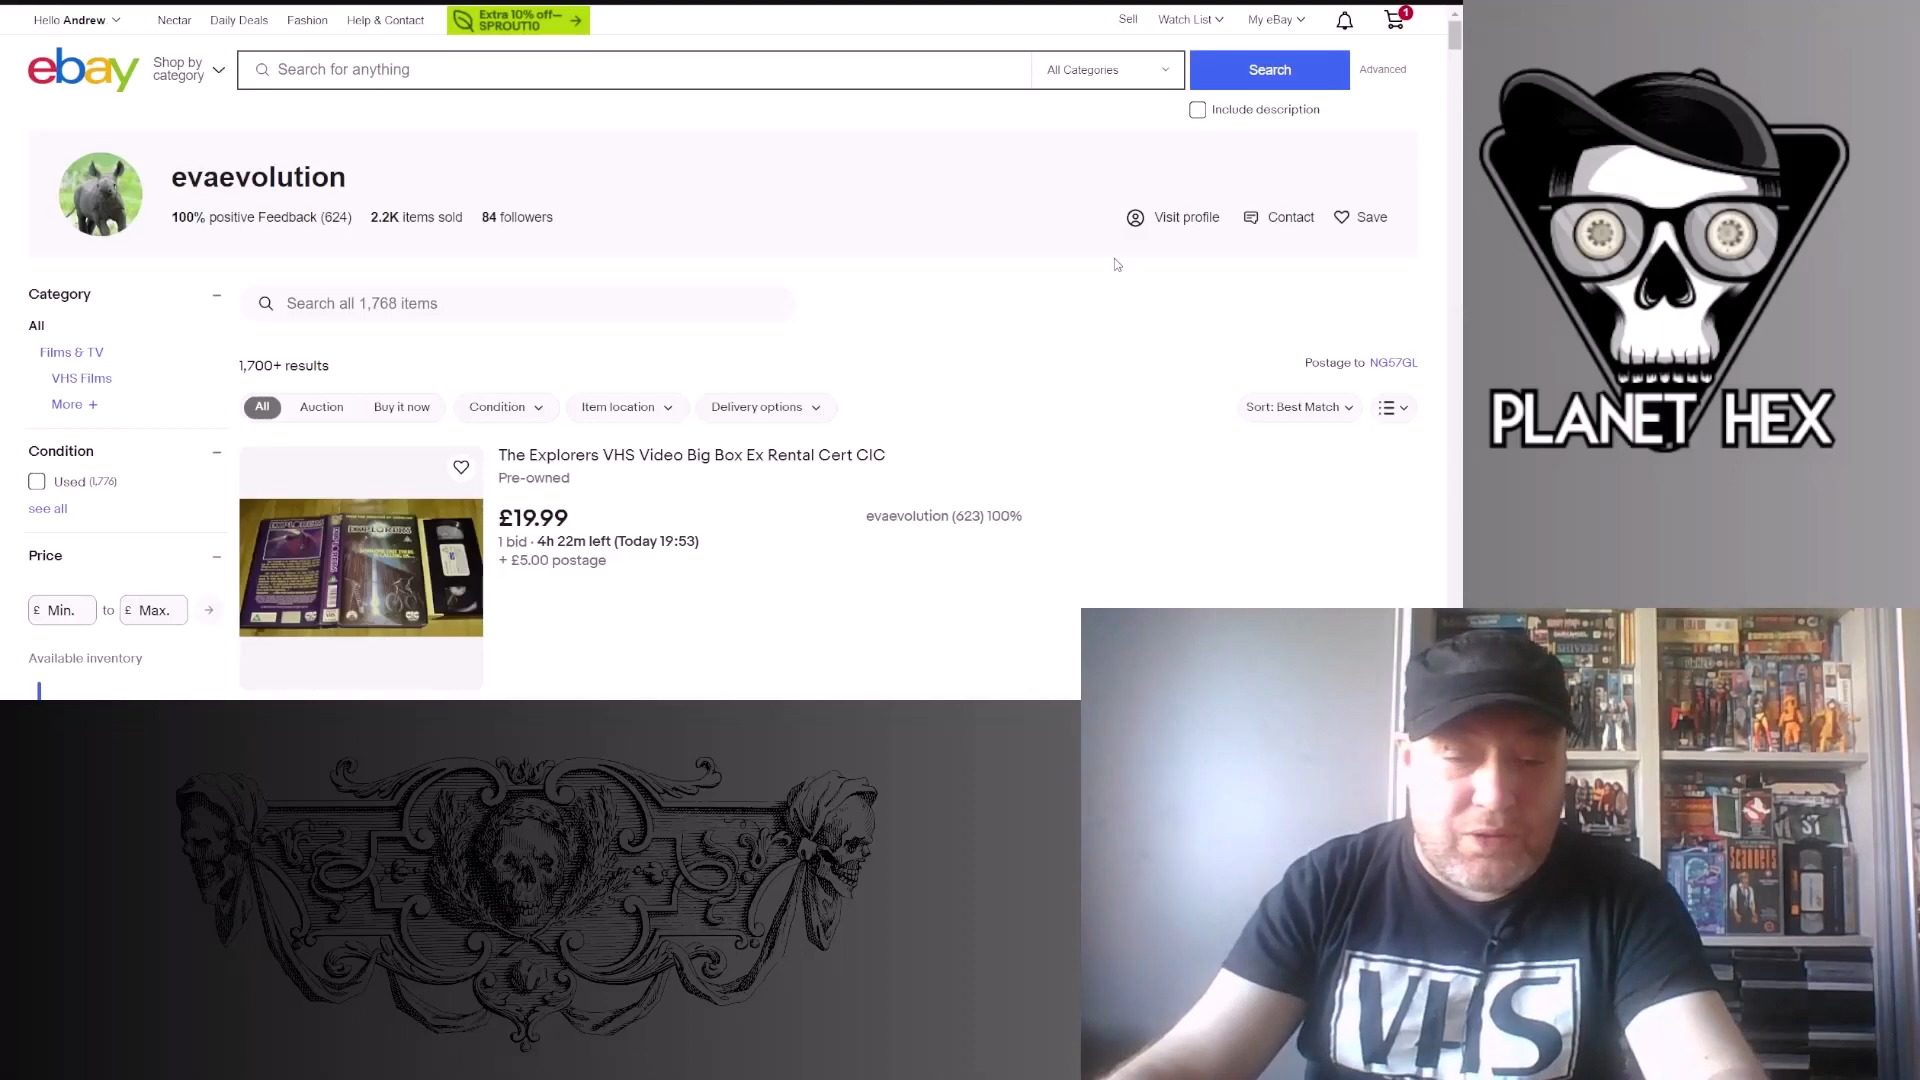 Hello Andrew
Nectar
Daily Deals
Fashion
Help & Contact
Extra 10% off–
SPROUT10
Sell
Watch List
My eBay
1
ebay
Shop by
category
Search for anything
All Categories
Search
Advanced
Include description
evaevolution
100% positive Feedback (624)
2.2K items sold
84 followers
Visit profile
Contact
Save
Category
All
Films & TV
VHS Films
More +
Search all 1,768 items
1,700+ results
Postage to NG57GL
All
Auction
Buy it now
Condition
Item location
Delivery options
Sort: Best Match
Condition
Used (1,776)
see all
Price
£ Min. to £ Max.
Available inventory
The Explorers VHS Video Big Box Ex Rental Cert CIC
Pre-owned
£19.99
1 bid · 4h 22m left (Today 19:53)
+ £5.00 postage
evaevolution (623) 100%
EXPLORERS
PLANET HEX
SHIVERS
Scanners
VHS